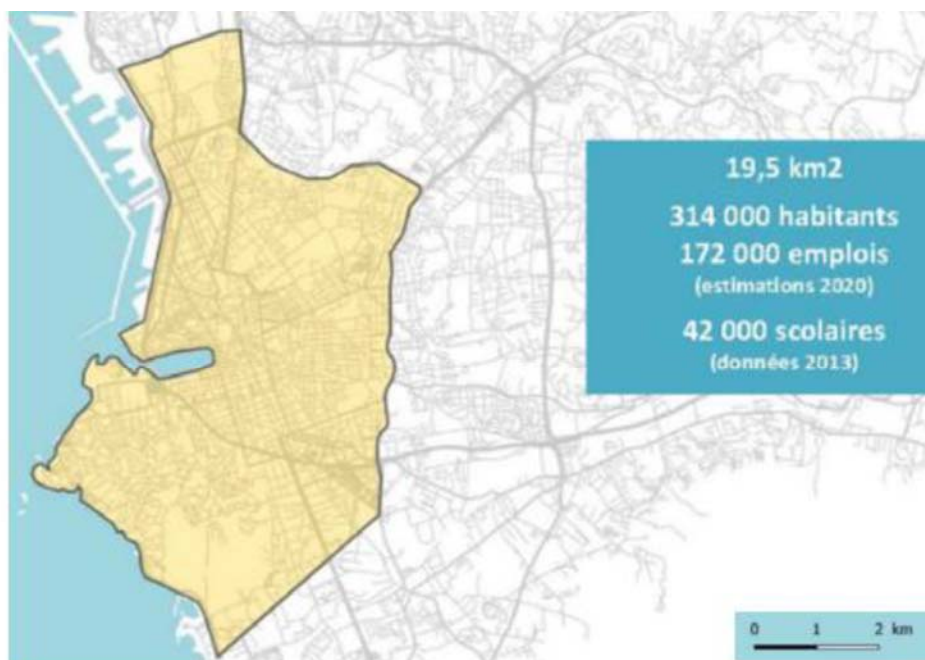 19,5 km2
314 000 habitants
172 000 emplois
(estimations 2020)
42 000 scolaires
(données 2013)
0 1 2 km